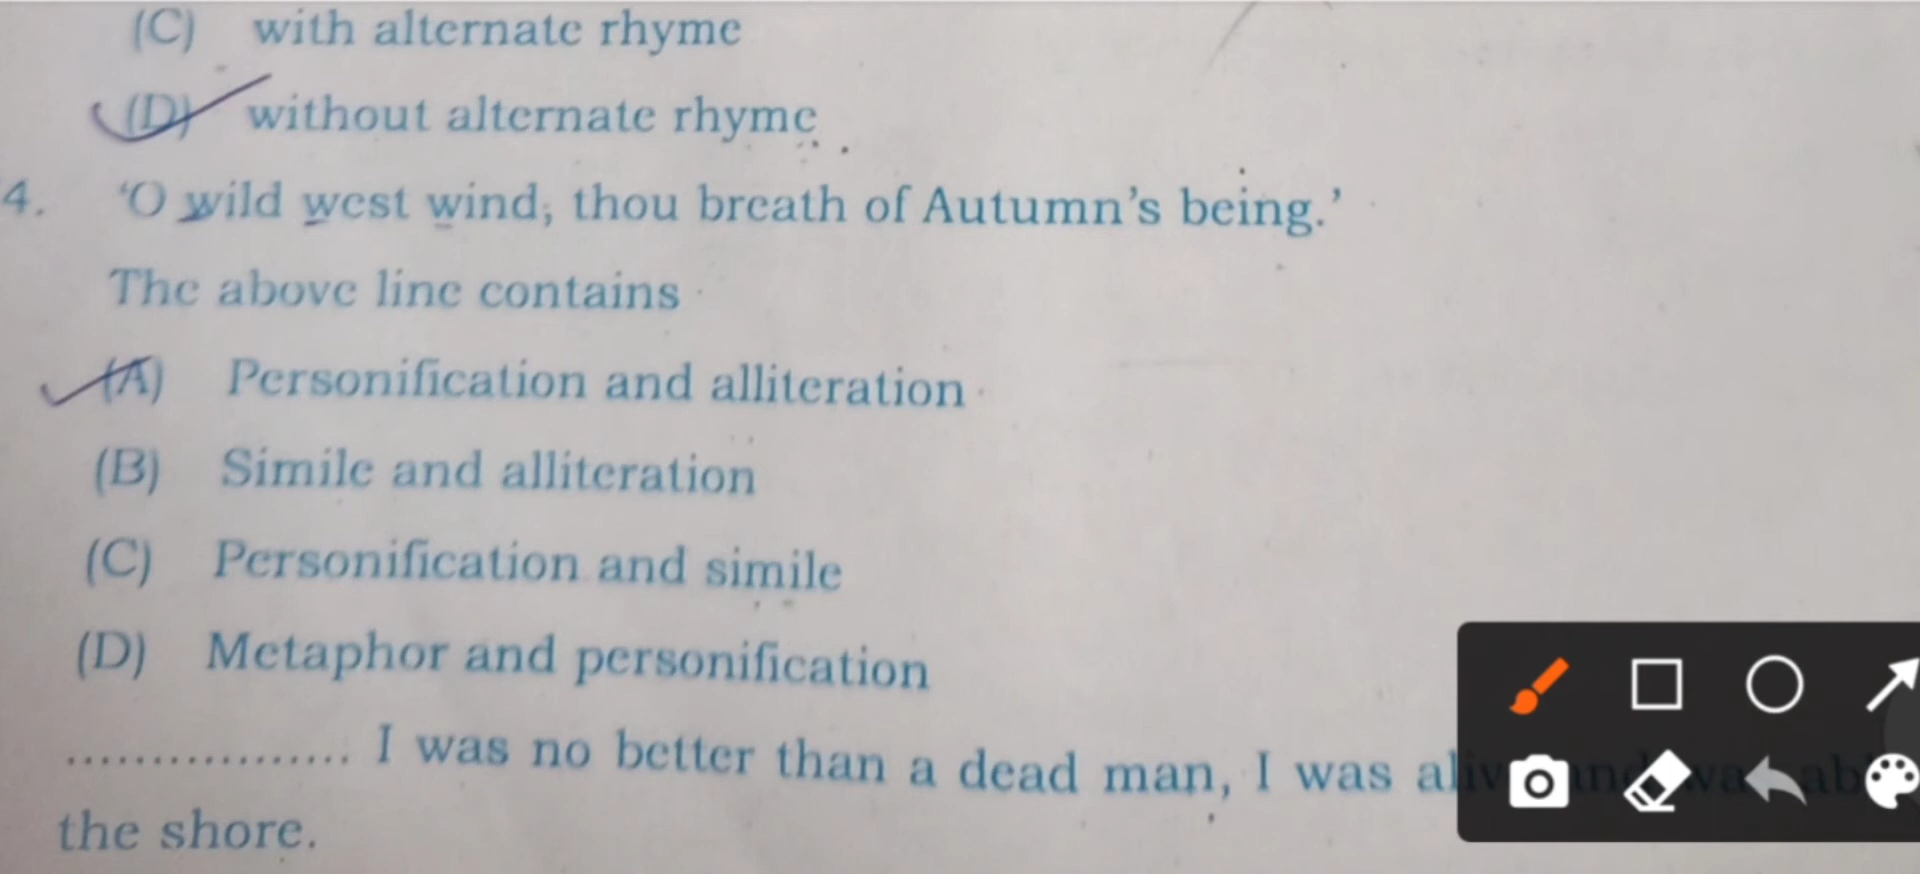 (C) with alternate rhyme
(D) without alternate rhyme
4. ‘O wild west wind, thou breath of Autumn’s being.’
The above line contains
(A) Personification and alliteration
(B) Simile and alliteration
(C) Personification and simile
(D) Metaphor and personification
................. I was no better than a dead man, I was
the shore.